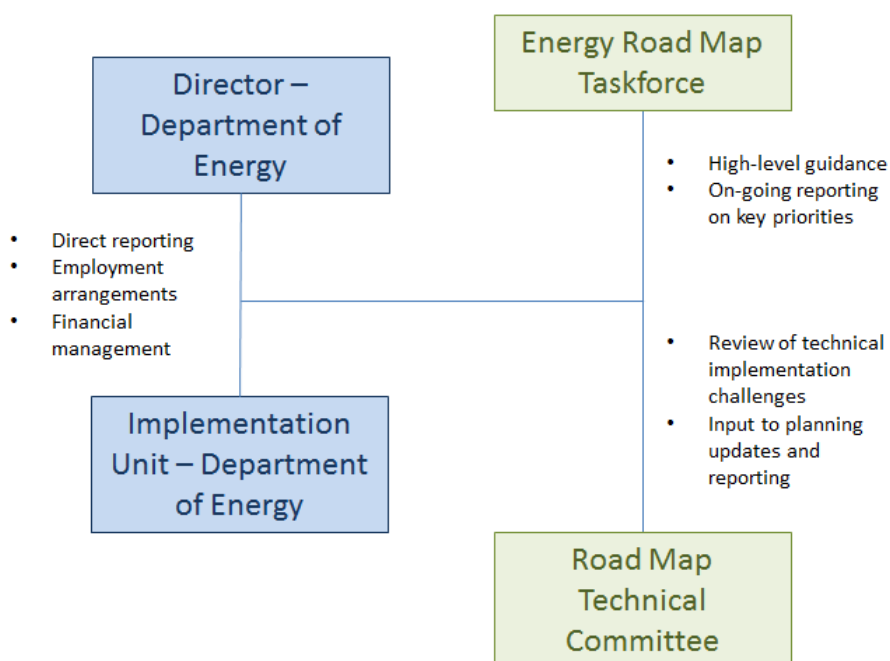 Director –
Department of
Energy
Energy Road Map
Taskforce
• High-level guidance
• On-going reporting
on key priorities
• Direct reporting
• Employment
arrangements
• Financial
management
• Review of technical
implementation
challenges
• Input to planning
updates and
reporting
Implementation
Unit – Department
of Energy
Road Map
Technical
Committee